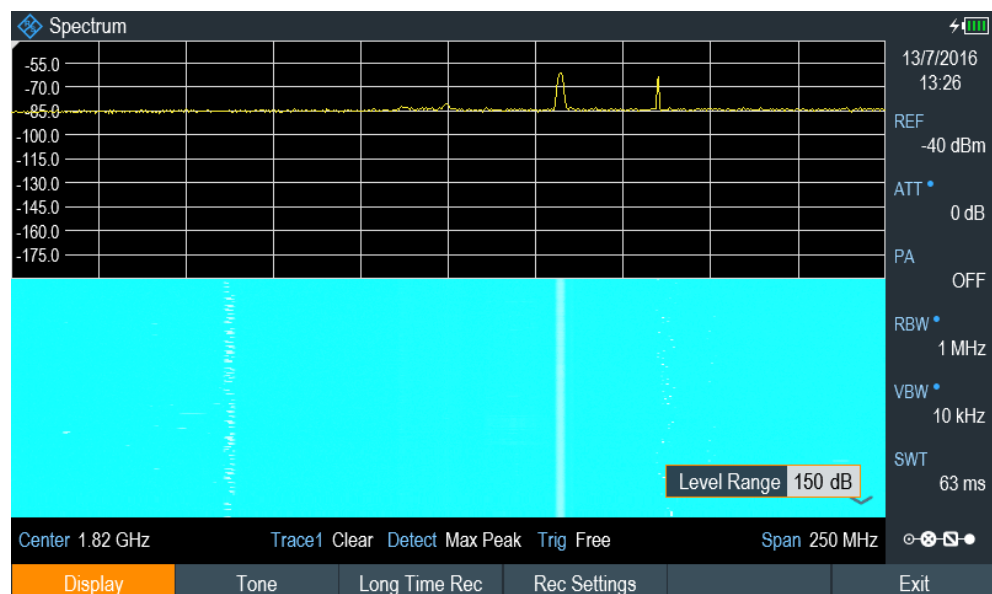 Spectrum
13/7/2016
13:26
-55.0
-70.0
-85.0
-100.0
-115.0
-130.0
-145.0
-160.0
-175.0
REF
-40 dBm
ATT
0 dB
PA
OFF
RBW
1 MHz
VBW
10 kHz
SWT
63 ms
Level Range 150 dB
Center 1.82 GHz Trace1 Clear Detect Max Peak Trig Free Span 250 MHz
Display Tone Long Time Rec Rec Settings Exit